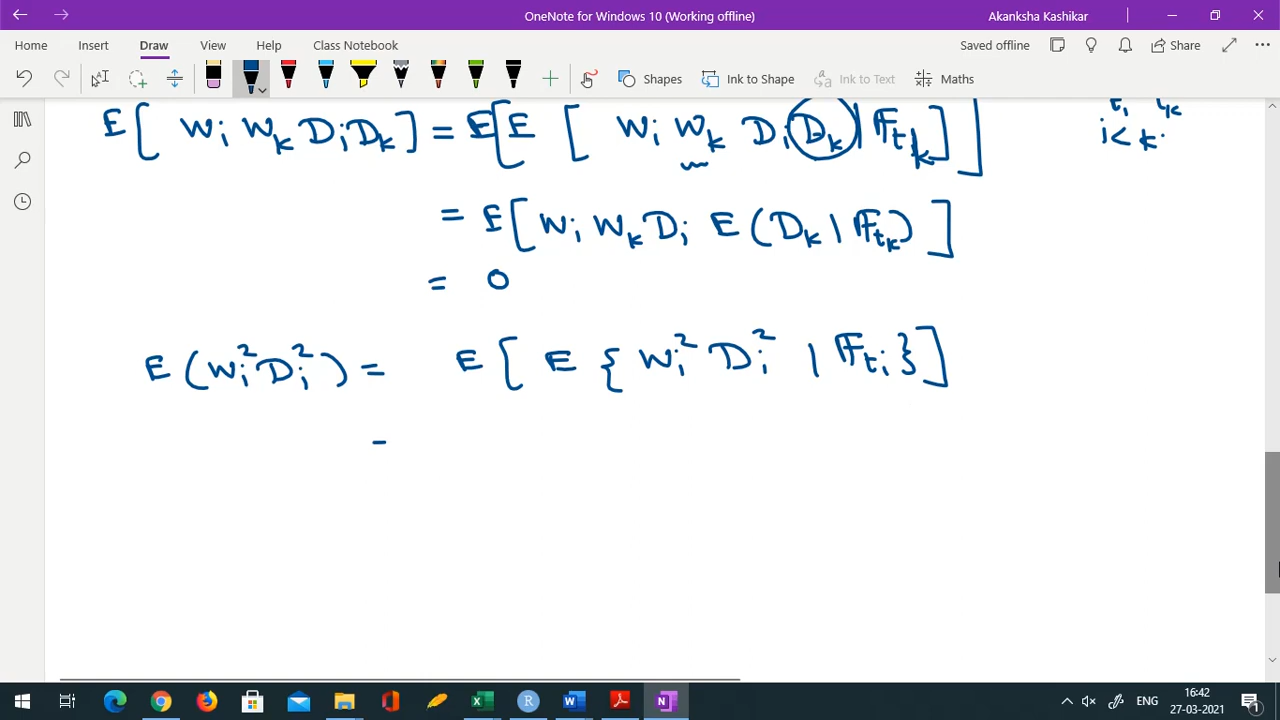 OneNote for Windows 10 (Working offline)
Akanksha Kashikar
Home Insert Draw View Help Class Notebook
Saved offline
Share
Shapes
Ink to Shape
Ink to Text
Maths
E[ W_i W_k D_i D_k ] = E[E [ W_i W_k D_i D_k | F_{t_k} ] ]
t_i t_k
i < k
= E[ W_i W_k D_i E (D_k | F_{t_k}) ]
= 0
E (W_i^2 D_i^2) = E [ E { W_i^2 D_i^2 | F_{t_i} } ]
ENG
16:42
27-03-2021